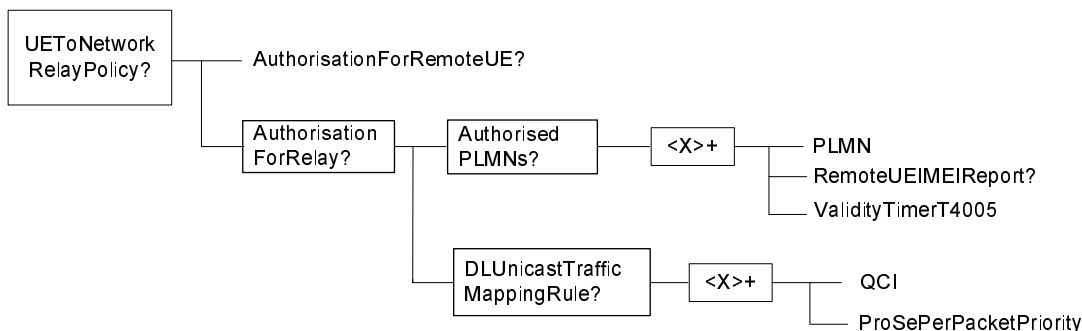 UEToNetwork
RelayPolicy?
AuthorisationForRemoteUE?
Authorisation
ForRelay?
Authorised
PLMNs?
<X>+
PLMN
RemoteUEIMEIReport?
ValidityTimerT4005
DLUnicastTraffic
MappingRule?
<X>+
QCI
ProSePerPacketPriority